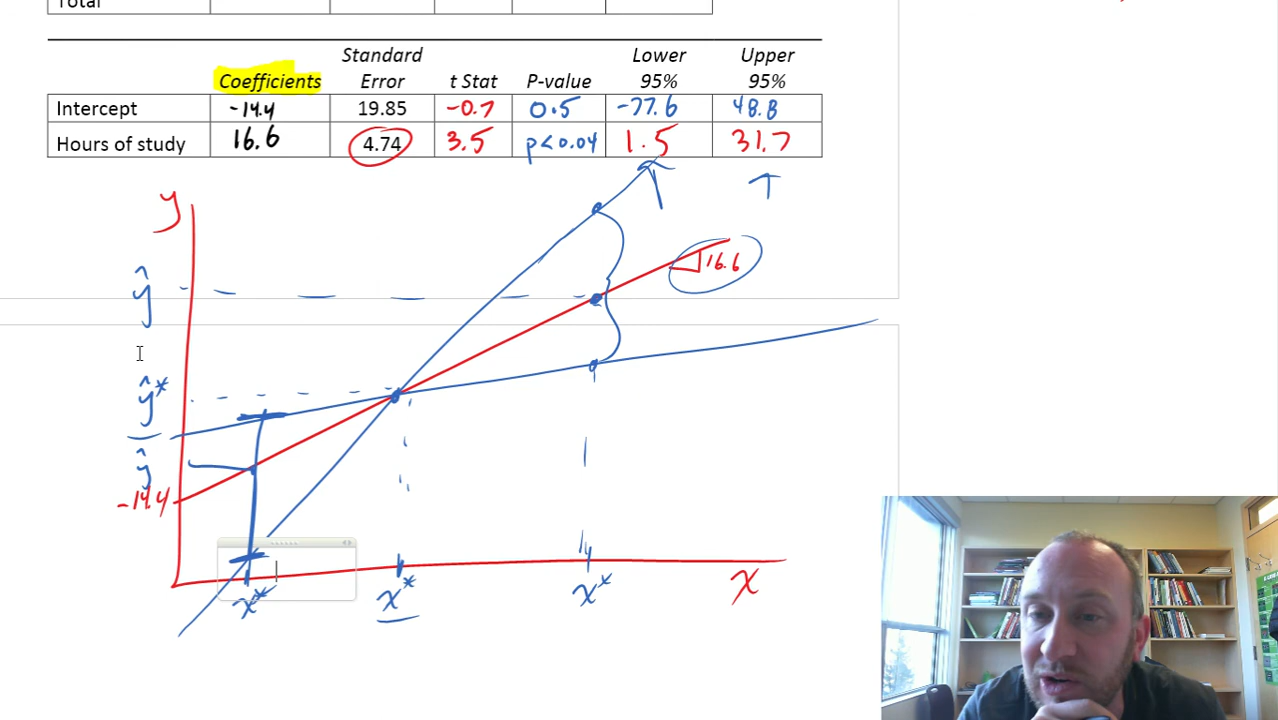 Total
Coefficients Standard Error t Stat P-value Lower 95% Upper 95%
Intercept -14.4 19.85 -0.7 0.5 -77.6 48.8
Hours of study 16.6 4.74 3.5 p<0.04 1.5 31.7
y
16.6
ŷ
ŷ*
ŷ
-14.4
x* x* x* x